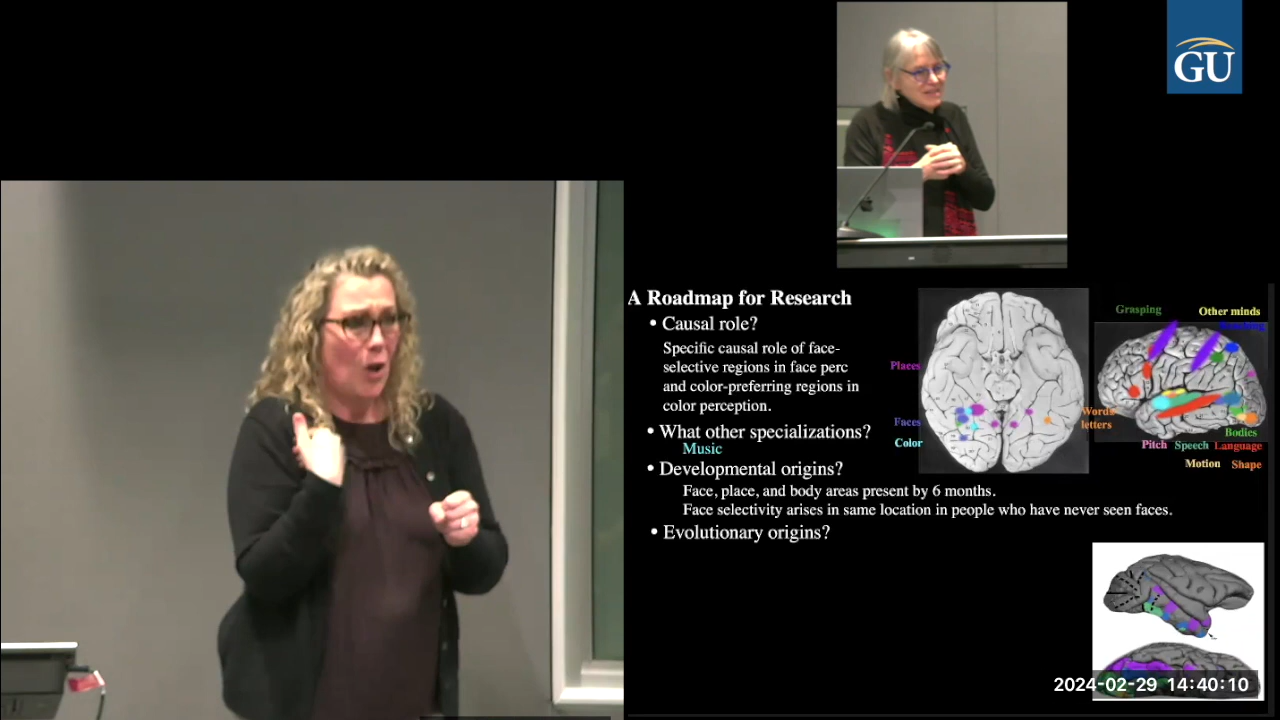 GU
A Roadmap for Research
• Causal role?
Specific causal role of face-
selective regions in face perc
and color-preferring regions in
color perception.
• What other specializations?
Music
• Developmental origins?
Face, place, and body areas present by 6 months.
Face selectivity arises in same location in people who have never seen faces.
• Evolutionary origins?
Places
Faces
Color
Words
letters
Grasping
Other minds
Bodies
Pitch Speech Language
Motion Shape
2024-02-29 14:40:10